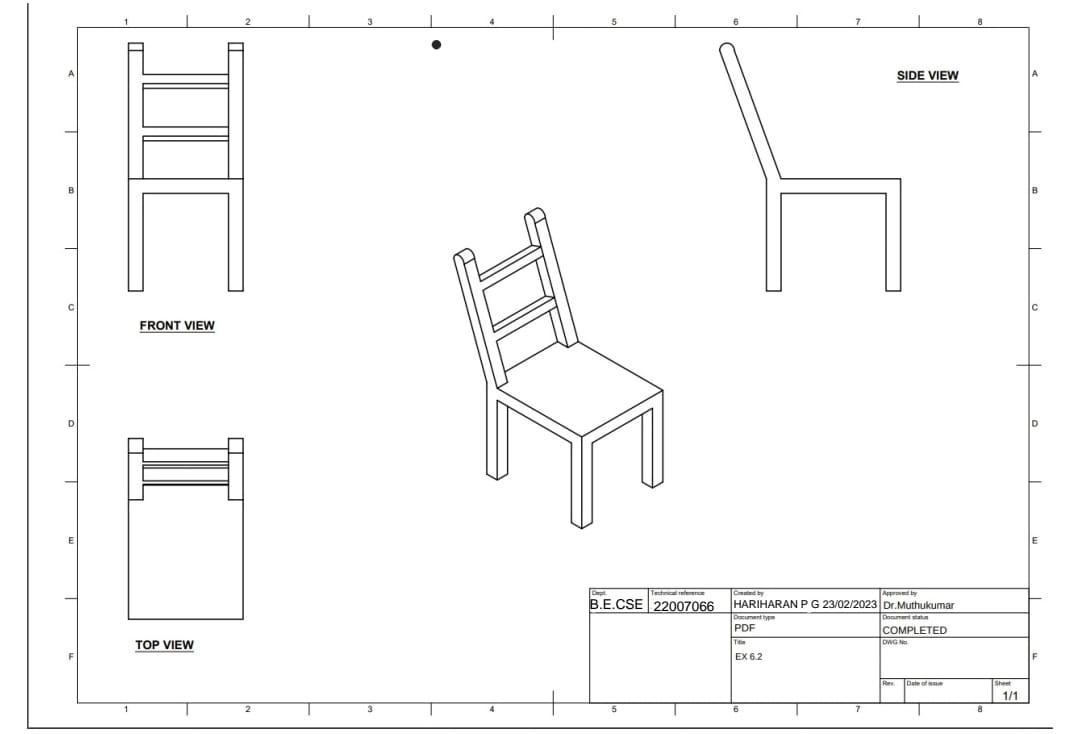 1 2 3 4 5 6 7 8
A A
SIDE VIEW
B B
C C
FRONT VIEW
D D
E E
TOP VIEW
Dept. Technical reference Created by Approved by
B.E.CSE 22007066 HARIHARAN P G 23/02/2023 Dr.Muthukumar
Document type Document status
PDF COMPLETED
Title DWG No.
EX 6.2
F F
Rev. Date of issue Sheet
1/1
1 2 3 4 5 6 7 8